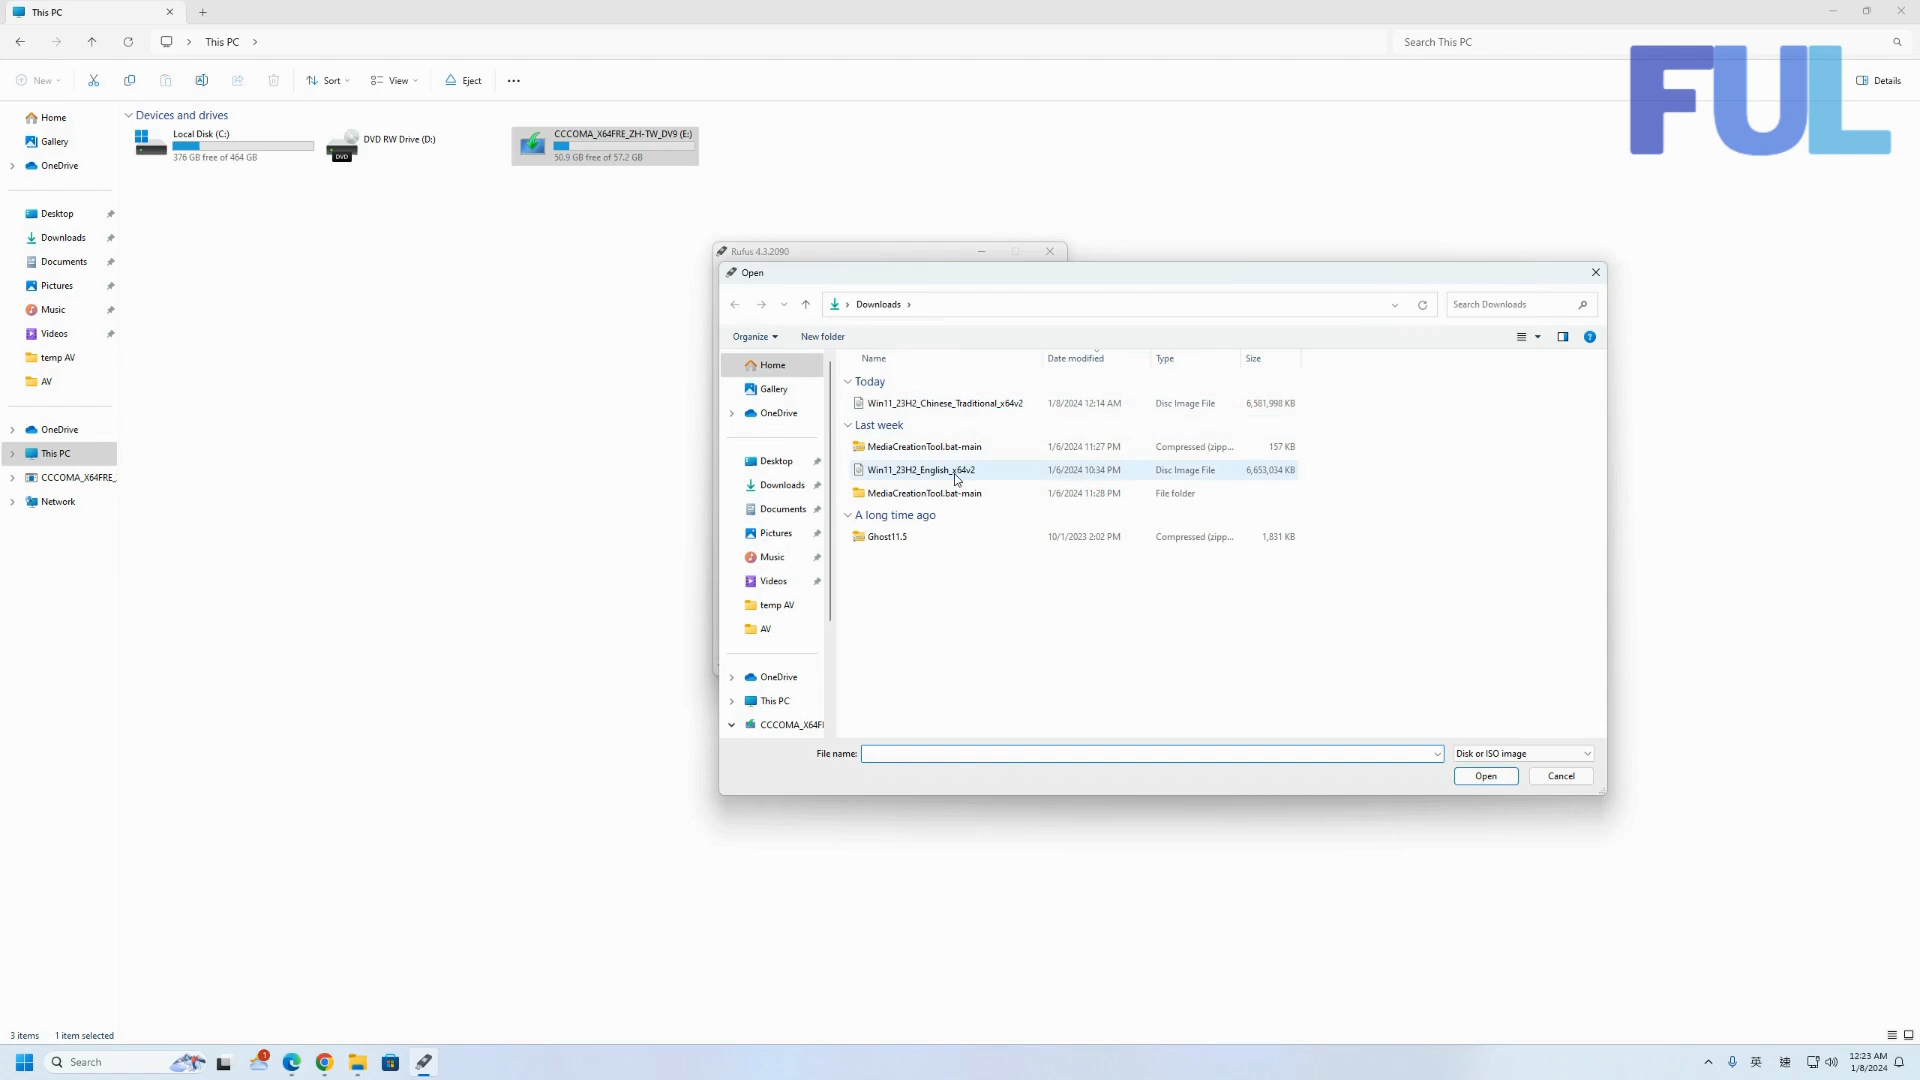 This PC
This PC
Search This PC
FUL
New
Sort
View
Eject
Details
Home
Gallery
OneDrive
Desktop
Downloads
Documents
Pictures
Music
Videos
temp AV
AV
OneDrive
This PC
CCCOMA_X64FRE_
Network
Devices and drives
Local Disk (C:)
376 GB free of 464 GB
DVD RW Drive (D:)
DVD
CCCOMA_X64FRE_ZH-TW_DV9 (E:)
50.9 GB free of 57.2 GB
Rufus 4.3.2090
Open
Downloads
Search Downloads
Organize
New folder
Home
Gallery
OneDrive
Desktop
Downloads
Documents
Pictures
Music
Videos
temp AV
AV
OneDrive
This PC
CCCOMA_X64FI
Name Date modified Type Size
Today
Win11_23H2_Chinese_Traditional_x64v2 1/8/2024 12:14 AM Disc Image File 6,581,998 KB
Last week
MediaCreationTool.bat-main 1/6/2024 11:27 PM Compressed (zipp... 157 KB
Win11_23H2_English_x64v2 1/6/2024 10:34 PM Disc Image File 6,653,034 KB
MediaCreationTool.bat-main 1/6/2024 11:28 PM File folder
A long time ago
Ghost11.5 10/1/2023 2:02 PM Compressed (zipp... 1,831 KB
File name:
Disk or ISO image
Open
Cancel
3 items 1 item selected
Search
1
英
速
12:23 AM
1/8/2024